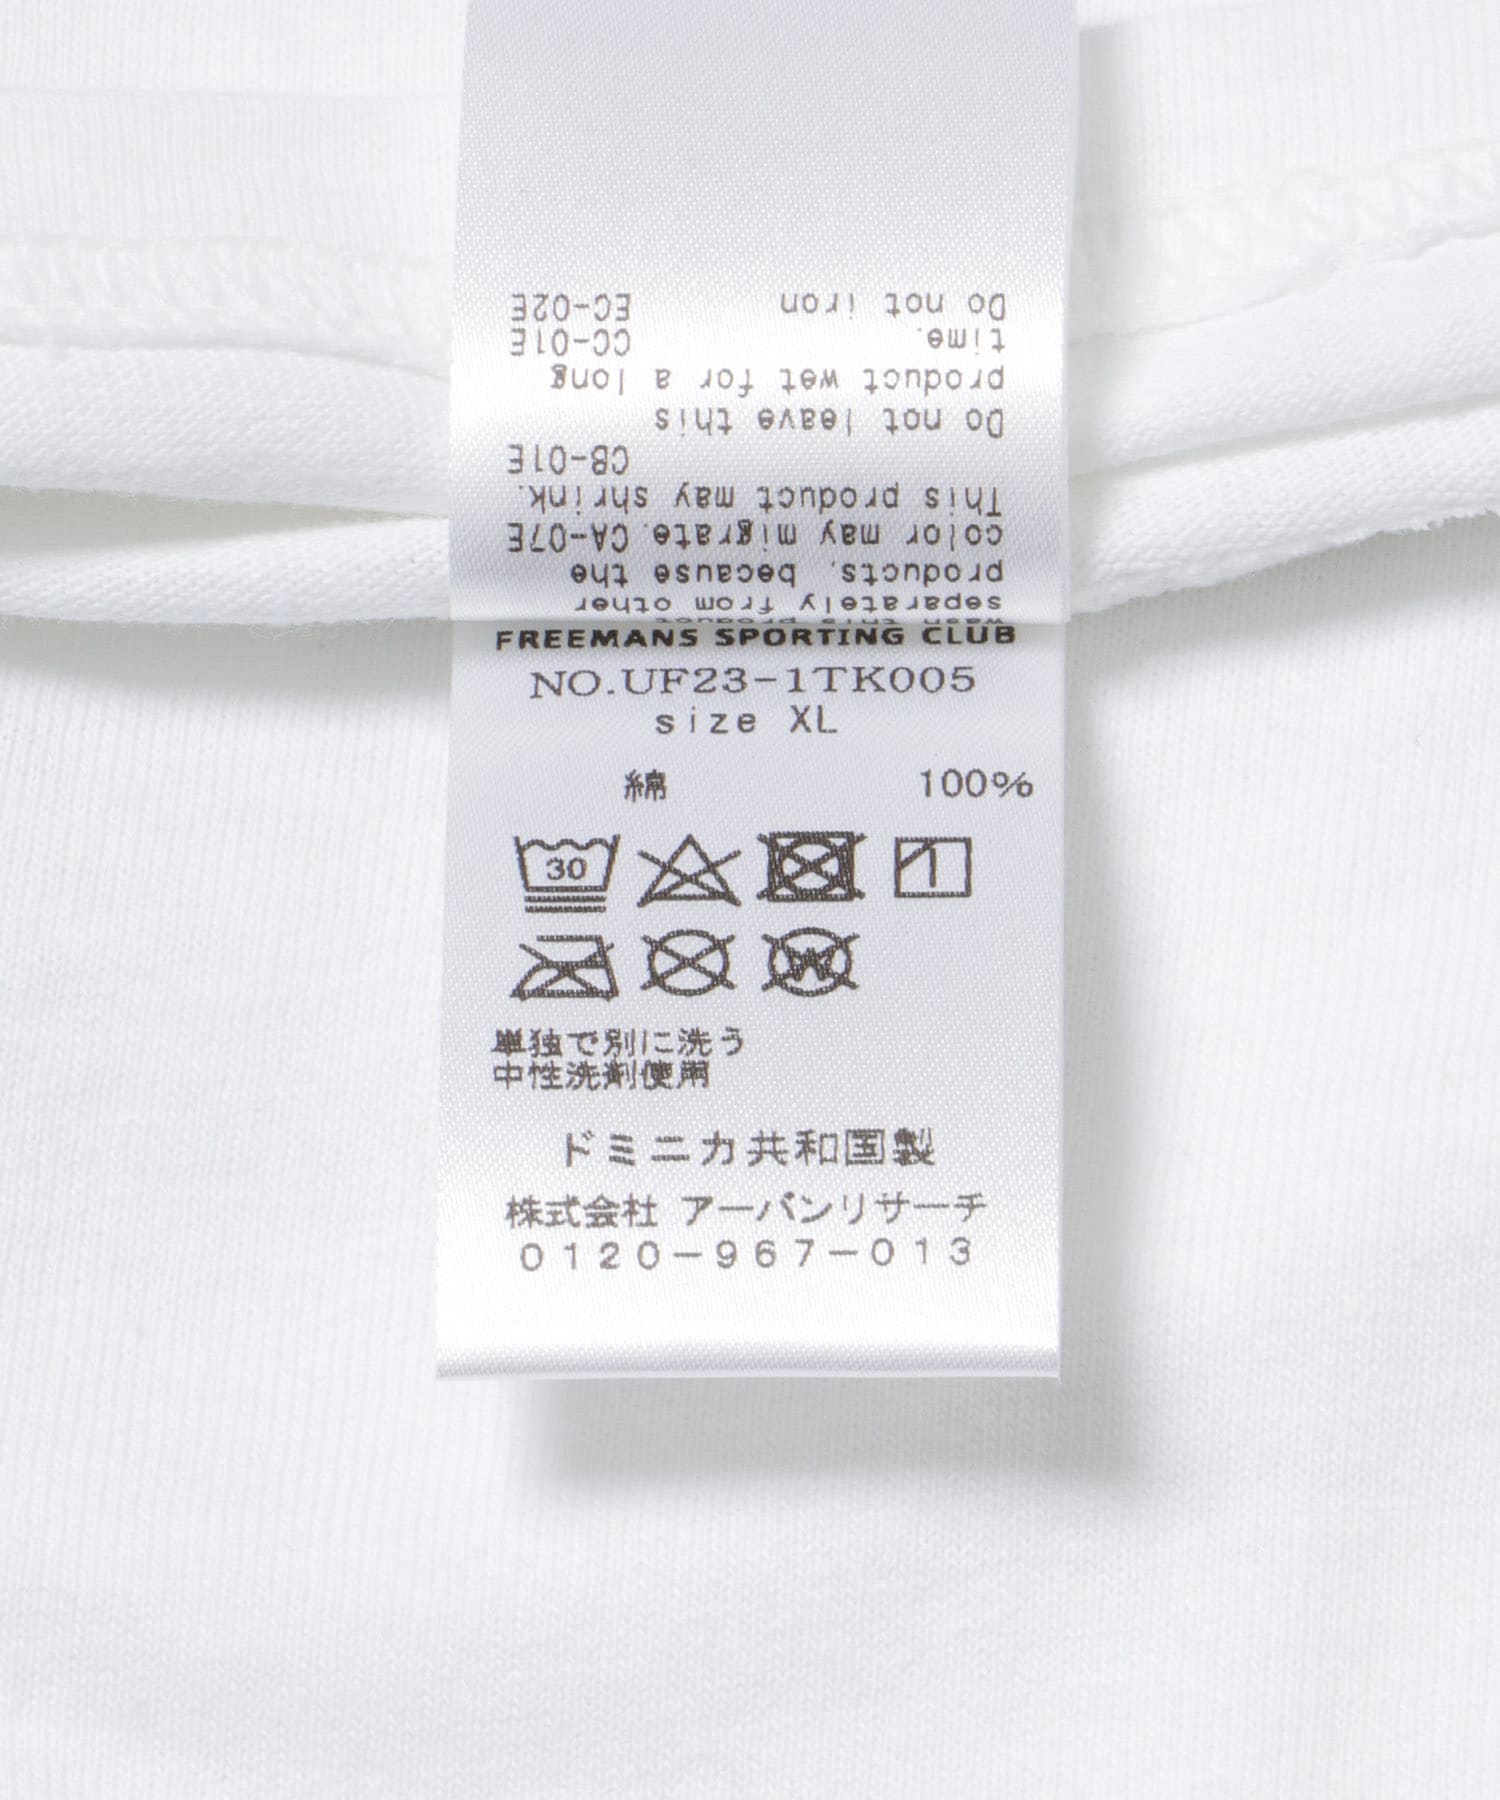 wash this product
separately from other
products, because the
color may migrate. CA-07E
This product may shrink.
CB-01E
Do not leave this
product wet for a long
time. CC-01E
Do not iron EC-02E
FREEMANS SPORTING CLUB
NO.UF23-1TK005
size XL
綿 100%
30
W
単独で別に洗う
中性洗剤使用
ドミニカ共和国製
株式会社 アーバンリサーチ
0120-967-013